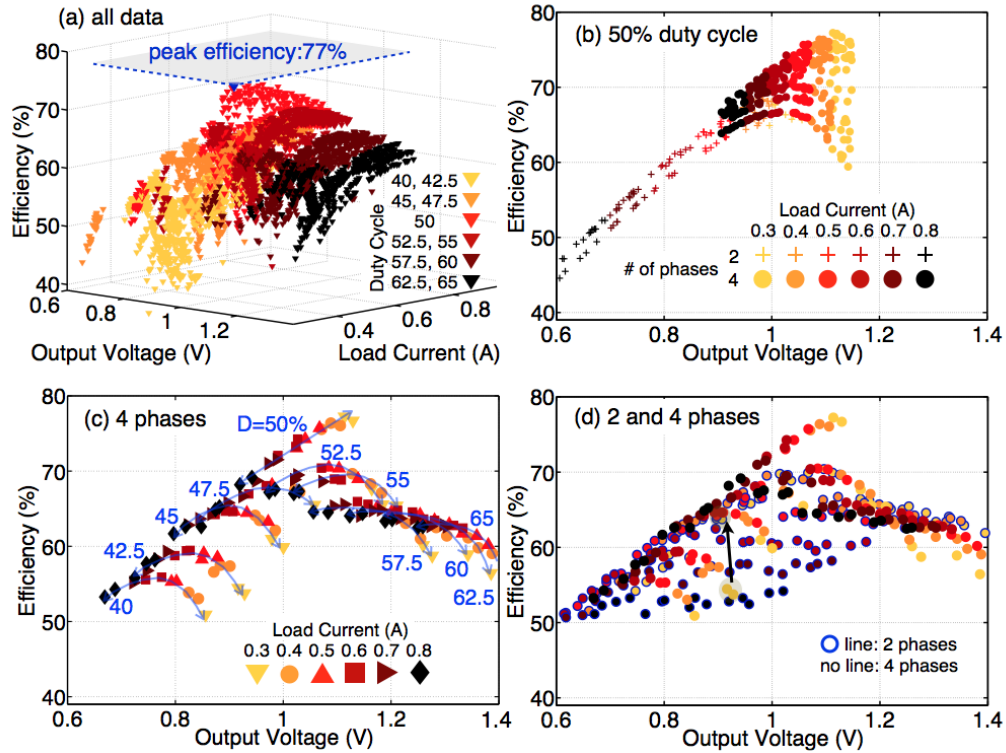 (a) all data
peak efficiency:77%
80
70
60
50
40
Efficiency (%)
0.6
0.8
1
1.2
Output Voltage (V)
0.4
0.6
0.8
Load Current (A)
Duty Cycle
40, 42.5
45, 47.5
50
52.5, 55
57.5, 60
62.5, 65
(b) 50% duty cycle
80
70
60
50
40
Efficiency (%)
Load Current (A)
0.3 0.4 0.5 0.6 0.7 0.8
# of phases
2
4
0.6 0.8 1 1.2 1.4
Output Voltage (V)
(c) 4 phases
80
70
60
50
40
Efficiency (%)
D=50%
52.5
47.5
55
45
65
42.5
57.5
60
40
62.5
Load Current (A)
0.3 0.4 0.5 0.6 0.7 0.8
0.6 0.8 1 1.2 1.4
Output Voltage (V)
(d) 2 and 4 phases
80
70
60
50
40
Efficiency (%)
line: 2 phases
no line: 4 phases
0.6 0.8 1 1.2 1.4
Output Voltage (V)